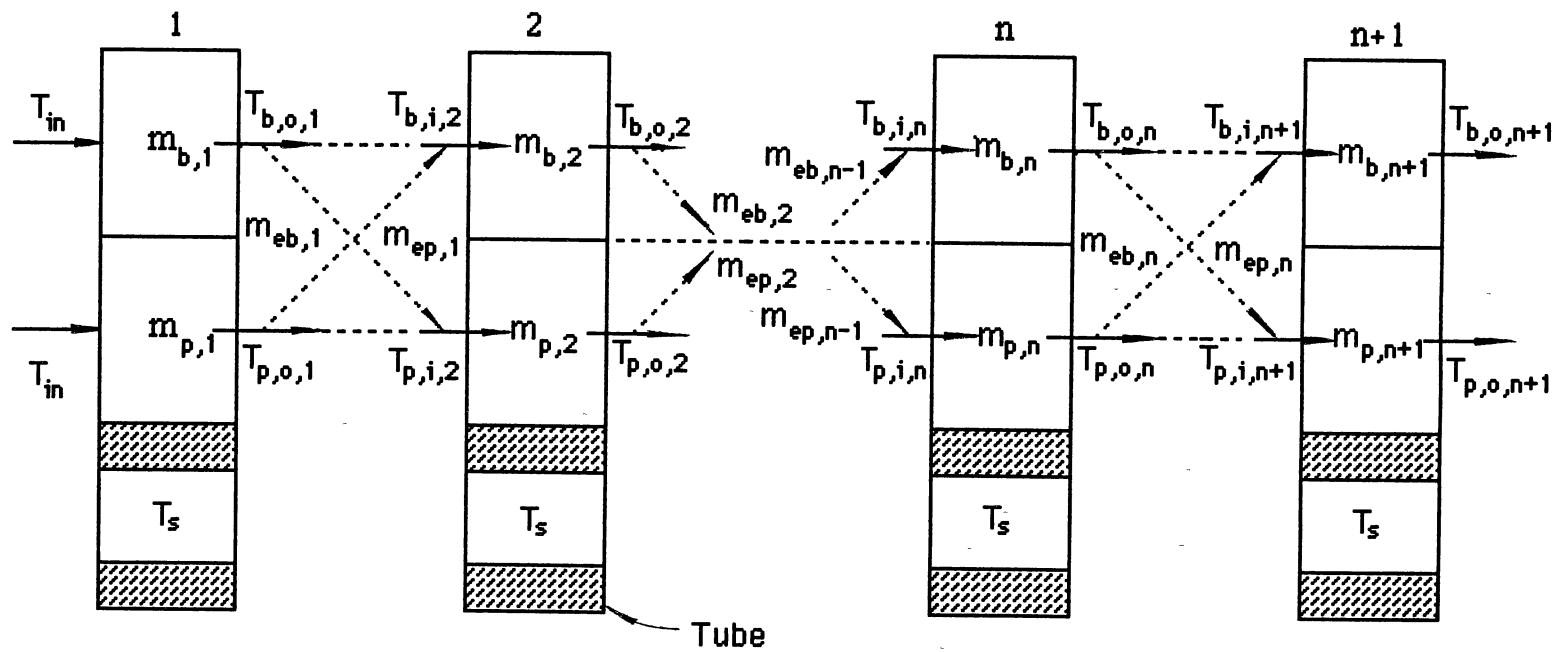 1 2 n n+1
T_in T_b,o,1 T_b,i,2 T_b,o,2 T_b,i,n T_b,o,n T_b,i,n+1 T_b,o,n+1
m_b,1 m_b,2 m_b,n m_b,n+1
m_eb,n-1
m_eb,1 m_ep,1 m_eb,2 m_eb,n m_ep,n
m_ep,2
m_p,1 m_p,2 m_ep,n-1 m_p,n m_p,n+1
T_in T_p,o,1 T_p,i,2 T_p,o,2 T_p,i,n T_p,o,n T_p,i,n+1 T_p,o,n+1
T_s T_s T_s T_s
Tube